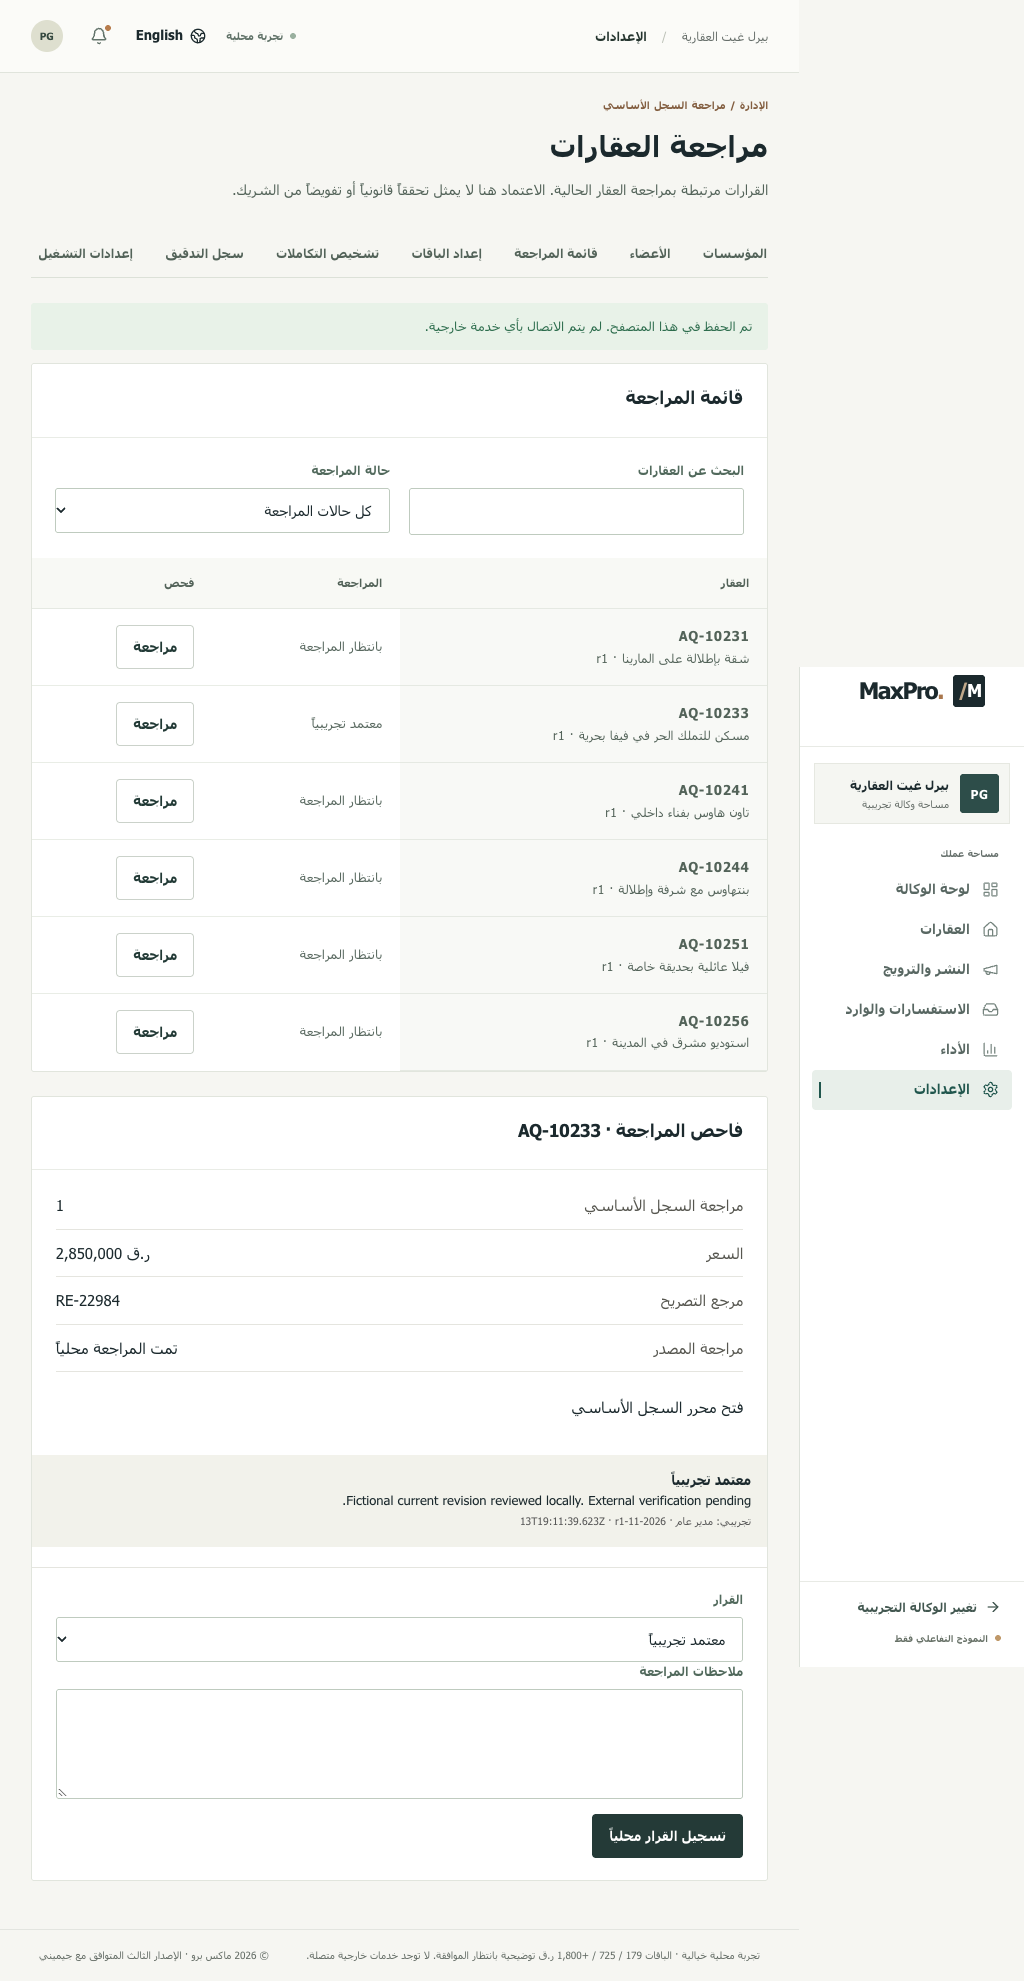 بيرل غيت العقارية / الإعدادات
تجربة محلية
English
PG
الإدارة / مراجعة السجل الأساسي
مراجعة العقارات
القرارات مرتبطة بمراجعة العقار الحالية. الاعتماد هنا لا يمثل تحققاً قانونياً أو تفويضاً من الشريك.
المؤسسات الأعضاء قائمة المراجعة إعداد الباقات تشخيص التكاملات سجل التدقيق إعدادات التشغيل
تم الحفظ في هذا المتصفح. لم يتم الاتصال بأي خدمة خارجية.
قائمة المراجعة
البحث عن العقارات
حالة المراجعة
كل حالات المراجعة
العقار المراجعة فحص
AQ-10231
شقة بإطلالة على المارينا · r1
بانتظار المراجعة
مراجعة
AQ-10233
مسكن للتملك الحر في فيفا بحرية · r1
معتمد تجريبياً
مراجعة
AQ-10241
تاون هاوس بفناء داخلي · r1
بانتظار المراجعة
مراجعة
AQ-10244
بنتهاوس مع شرفة وإطلالة · r1
بانتظار المراجعة
مراجعة
AQ-10251
فيلا عائلية بحديقة خاصة · r1
بانتظار المراجعة
مراجعة
AQ-10256
استوديو مشرق في المدينة · r1
بانتظار المراجعة
مراجعة
فاحص المراجعة · AQ-10233
مراجعة السجل الأساسي 1
السعر 2,850,000 ر.ق
مرجع التصريح RE-22984
مراجعة المصدر تمت المراجعة محلياً
فتح محرر السجل الأساسي
معتمد تجريبياً
Fictional current revision reviewed locally. External verification pending.
تجريبي: مدير عام · 2026-11-13T19:11:39.623Z · r1
القرار
معتمد تجريبياً
ملاحظات المراجعة
تسجيل القرار محلياً
تجربة محلية خيالية · الباقات 179 / 725 / +1,800 ر.ق توضيحية بانتظار الموافقة. لا توجد خدمات خارجية متصلة.
© 2026 ماكس برو · الإصدار الثالث المتوافق مع جيميني
M/ MaxPro.
PG
بيرل غيت العقارية
مساحة وكالة تجريبية
مساحة عملك
لوحة الوكالة
العقارات
النشر والترويج
الاستفسارات والوارد
الأداء
الإعدادات
تغيير الوكالة التجريبية
النموذج التفاعلي فقط